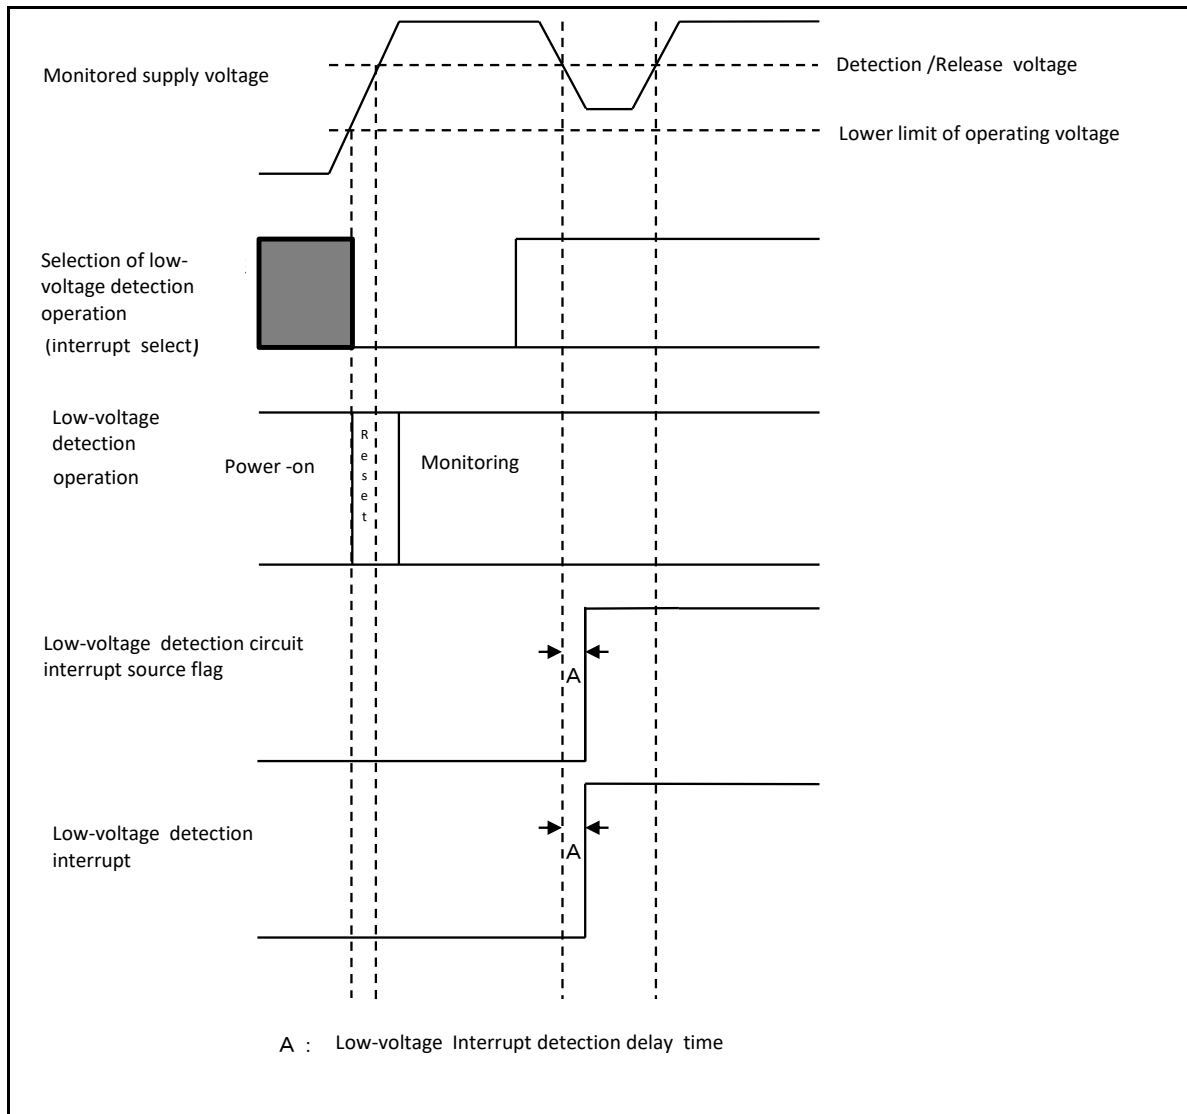 Monitored supply voltage
Detection /Release voltage
Lower limit of operating voltage
Selection of low-
voltage detection
operation
(interrupt select)
Low-voltage
detection
operation
Power -on
Reset
Monitoring
Low-voltage detection circuit
interrupt source flag
A
Low-voltage detection
interrupt
A
A : Low-voltage Interrupt detection delay time